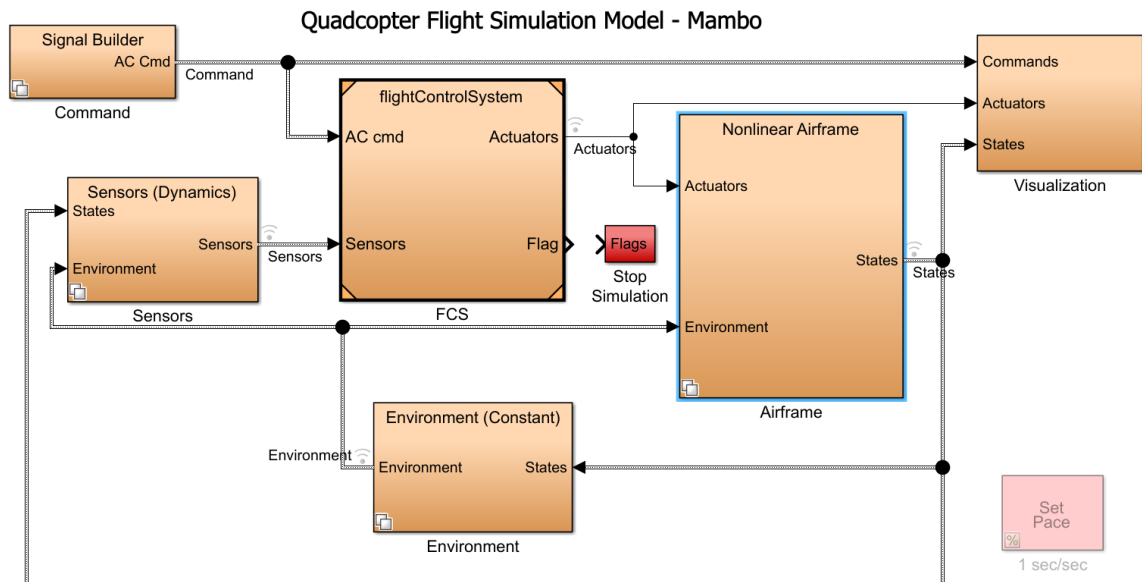 Quadcopter Flight Simulation Model - Mambo
Signal Builder
AC Cmd
Command
Command
flightControlSystem
AC cmd
Actuators
Sensors
Flag
FCS
Actuators
Flags
Stop
Simulation
Nonlinear Airframe
Actuators
States
Environment
Airframe
States
Commands
Actuators
States
Visualization
Sensors (Dynamics)
States
Sensors
Environment
Sensors
Sensors
Environment (Constant)
Environment
States
Environment
Environment
Set
Pace
%
1 sec/sec